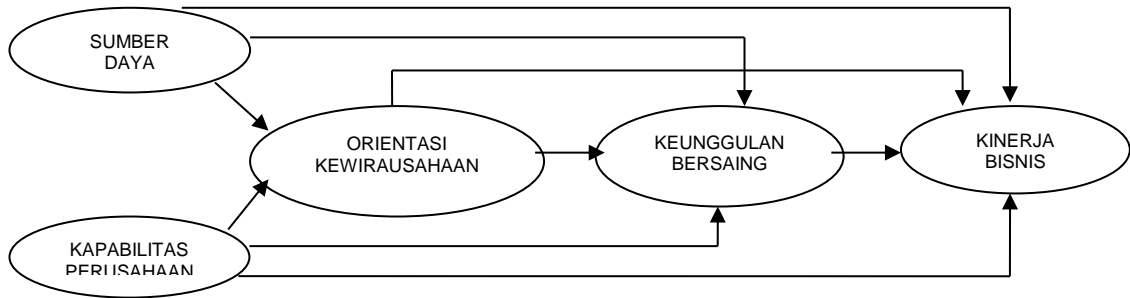 SUMBER
DAYA
ORIENTASI
KEWIRAUSAHAAN
KEUNGGULAN
BERSAING
KINERJA
BISNIS
KAPABILITAS
PERUSAHAAN